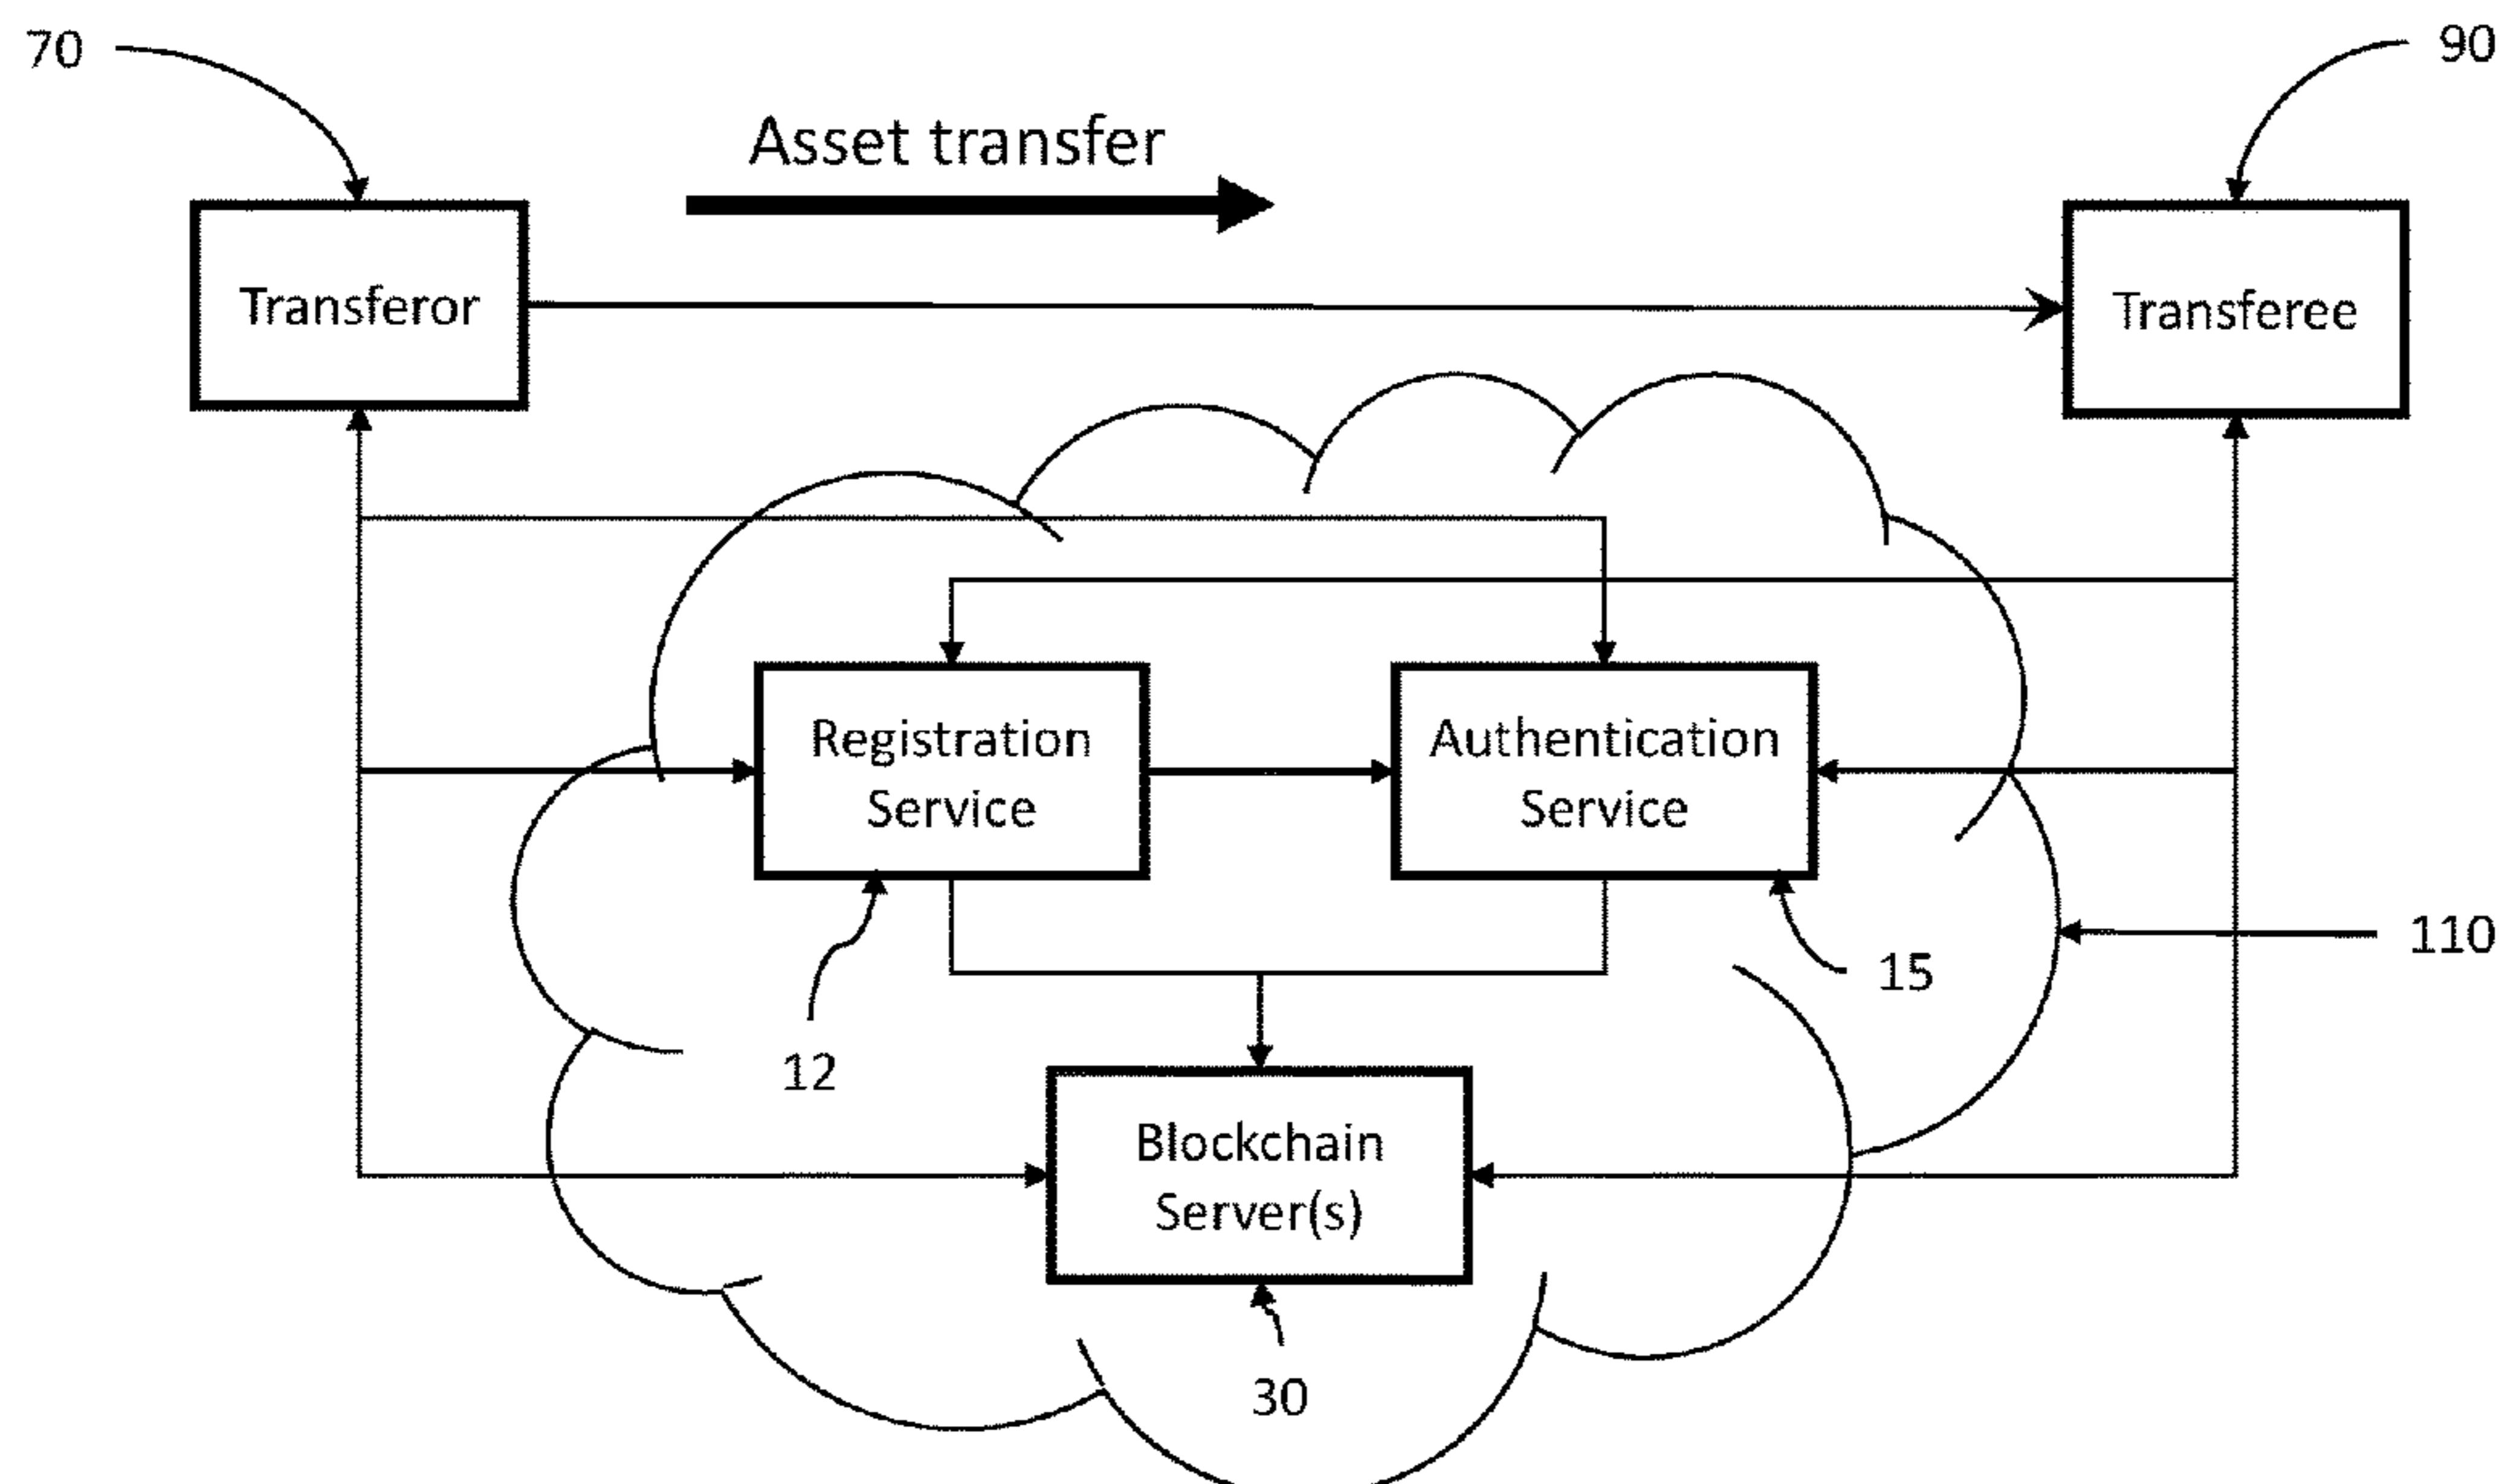 70
90
Asset transfer
Transferor
Transferee
Registration
Service
Authentication
Service
110
15
12
Blockchain
Server(s)
30